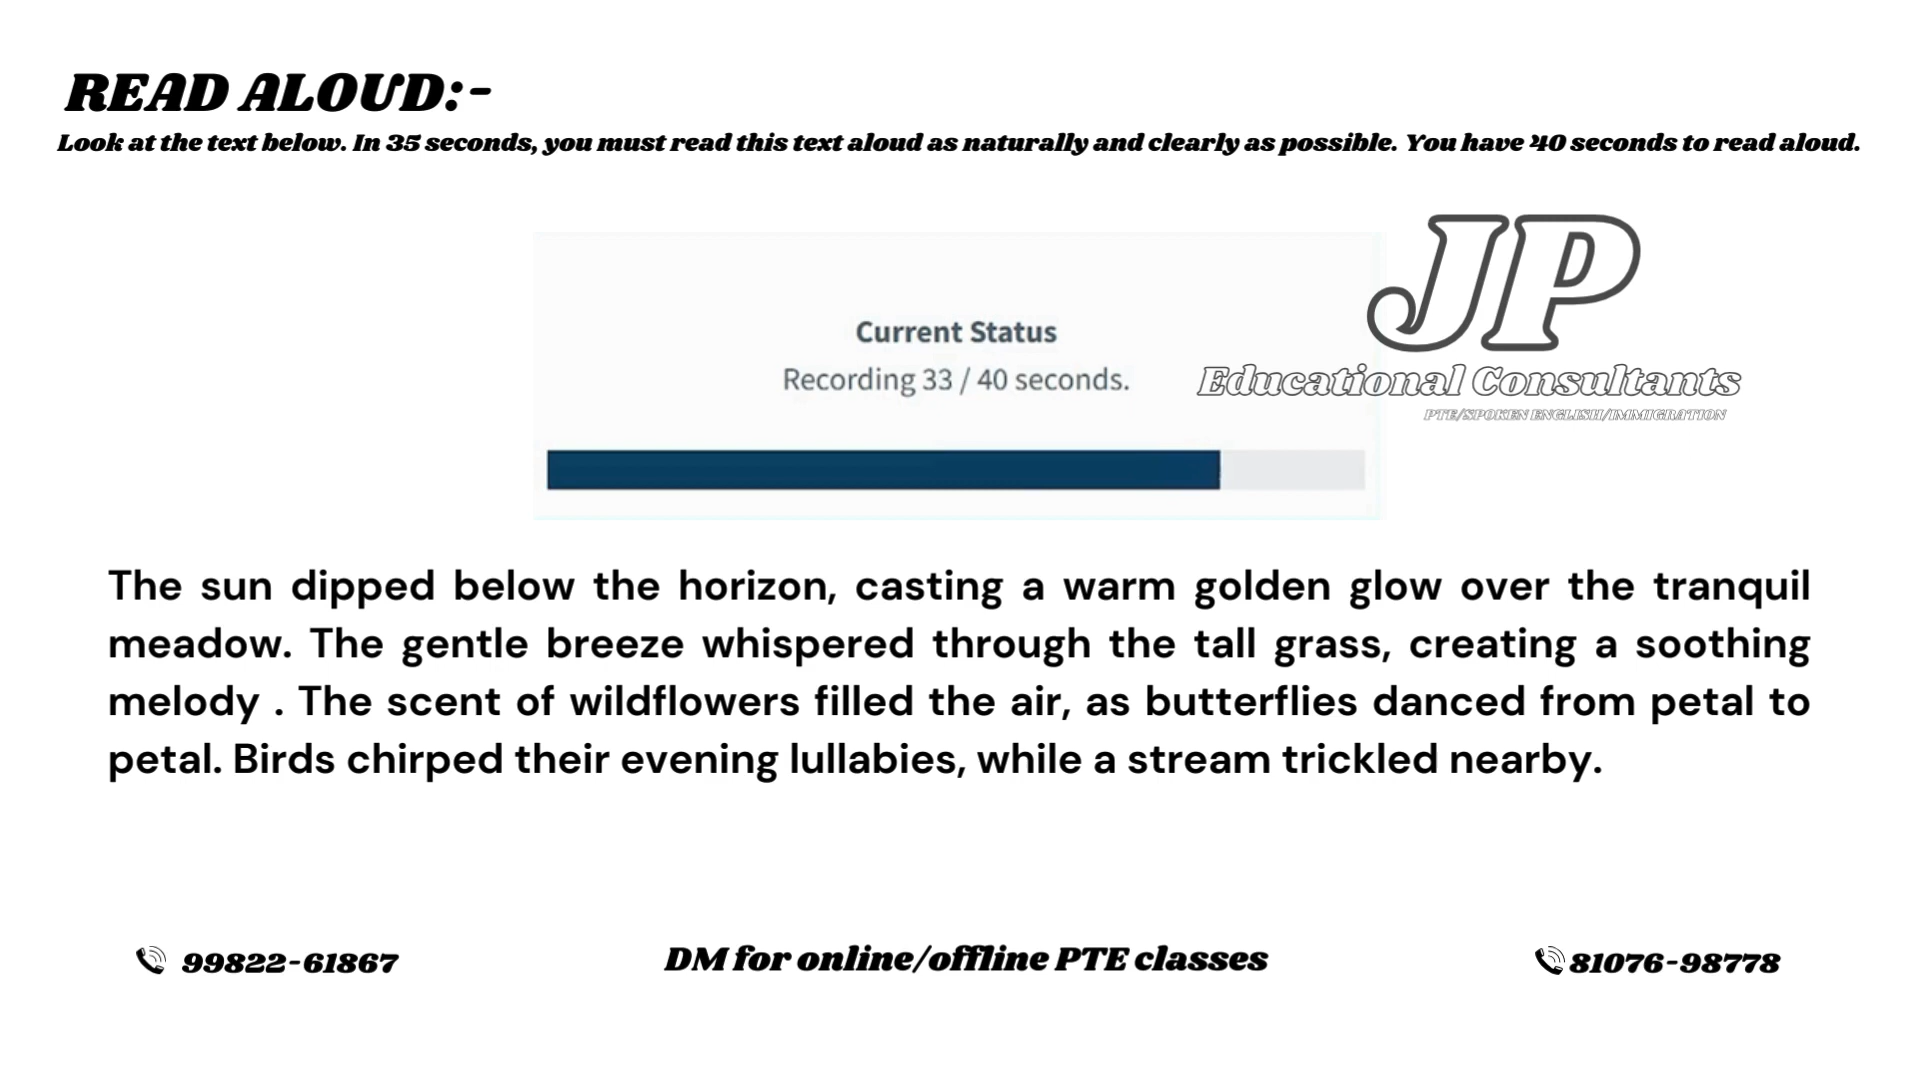 READ ALOUD:-
Look at the text below. In 35 seconds, you must read this text aloud as naturally and clearly as possible. You have 40 seconds to read aloud.
JP
Current Status
Recording 33 / 40 seconds.
Educational Consultants
PTE/SPOKEN ENGLISH/IMMIGRATION
The sun dipped below the horizon, casting a warm golden glow over the tranquil
meadow. The gentle breeze whispered through the tall grass, creating a soothing
melody . The scent of wildflowers filled the air, as butterflies danced from petal to
petal. Birds chirped their evening lullabies, while a stream trickled nearby.
99822-61867
DM for online/offline PTE classes
81076-98778